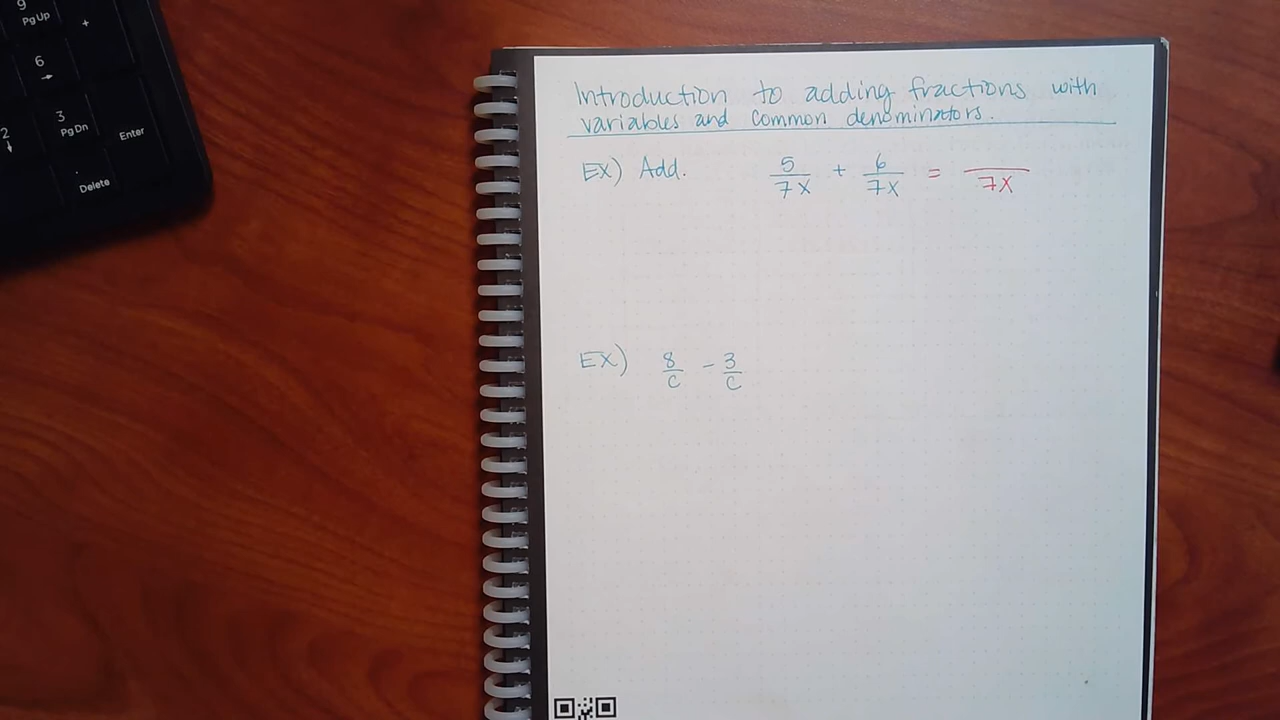 9
PgUp
+
6
→
3
PgDn
2
↓
Enter
.
Delete
Introduction to adding fractions with
variables and common denominators.
EX) Add. 5/7x + 6/7x = /7x
EX) 8/c - 3/c